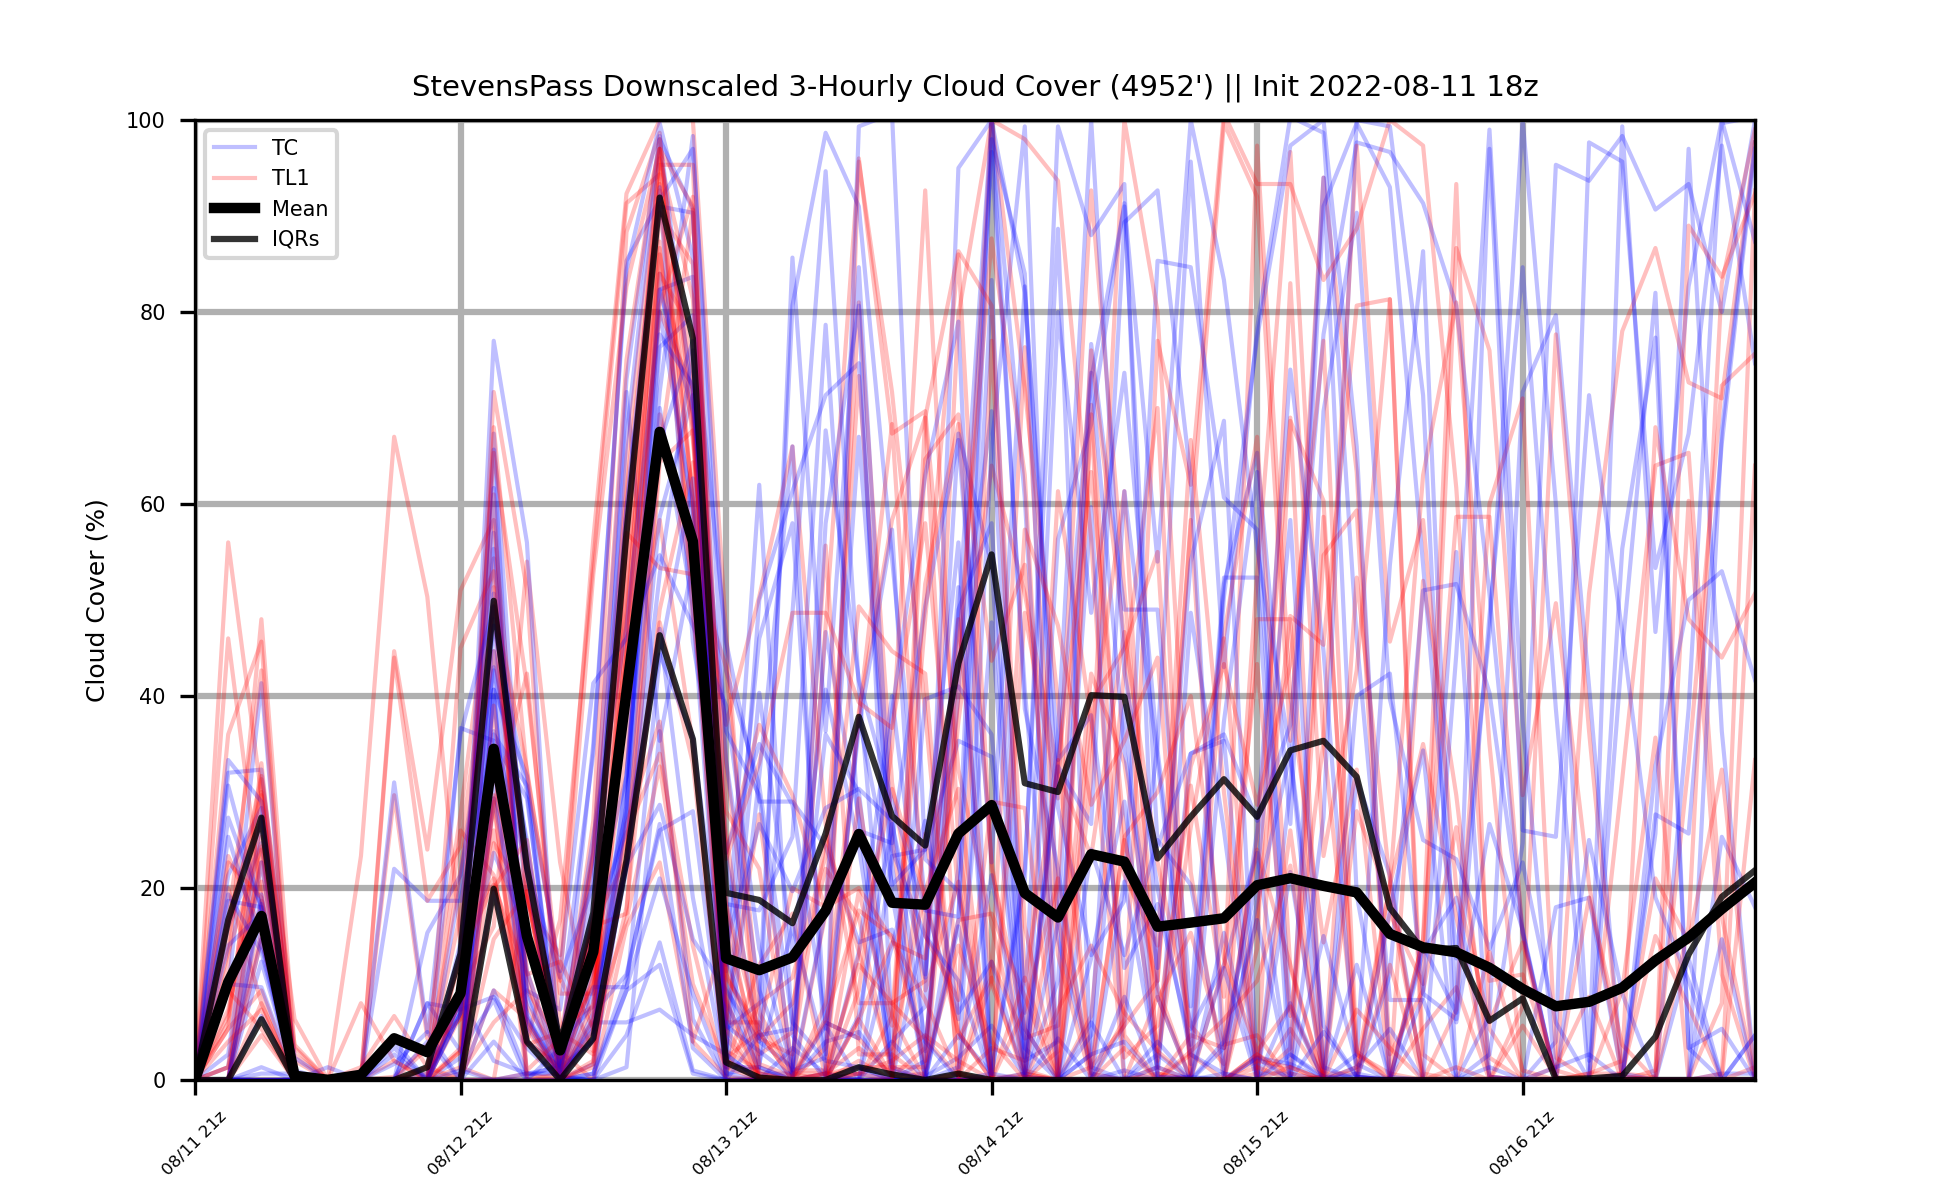 StevensPass Downscaled 3-Hourly Cloud Cover (4952') || Init 2022-08-11 18z
100
80
60
40
20
0
Cloud Cover (%)
TC
TL1
Mean
IQRs
08/11 21z
08/12 21z
08/13 21z
08/14 21z
08/15 21z
08/16 21z